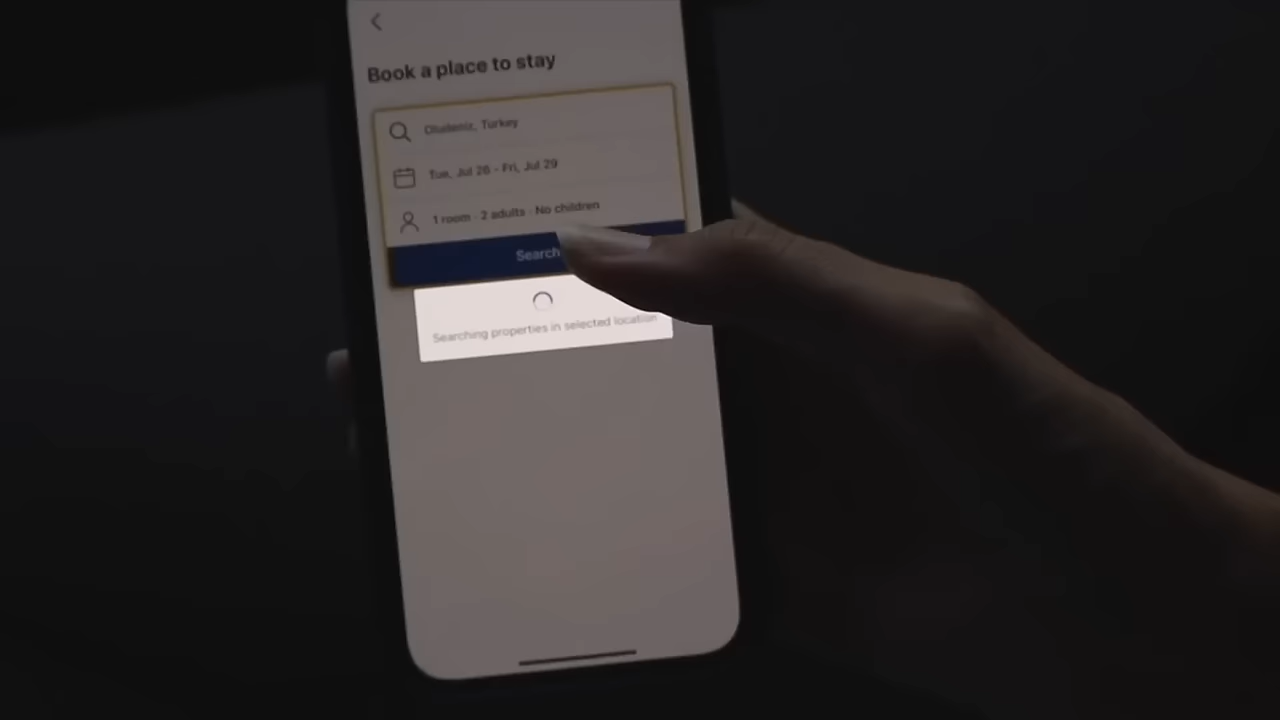 Book a place to stay
Oludeniz, Turkey
Tue, Jul 26 - Fri, Jul 29
1 room · 2 adults · No children
Search
Searching properties in selected location